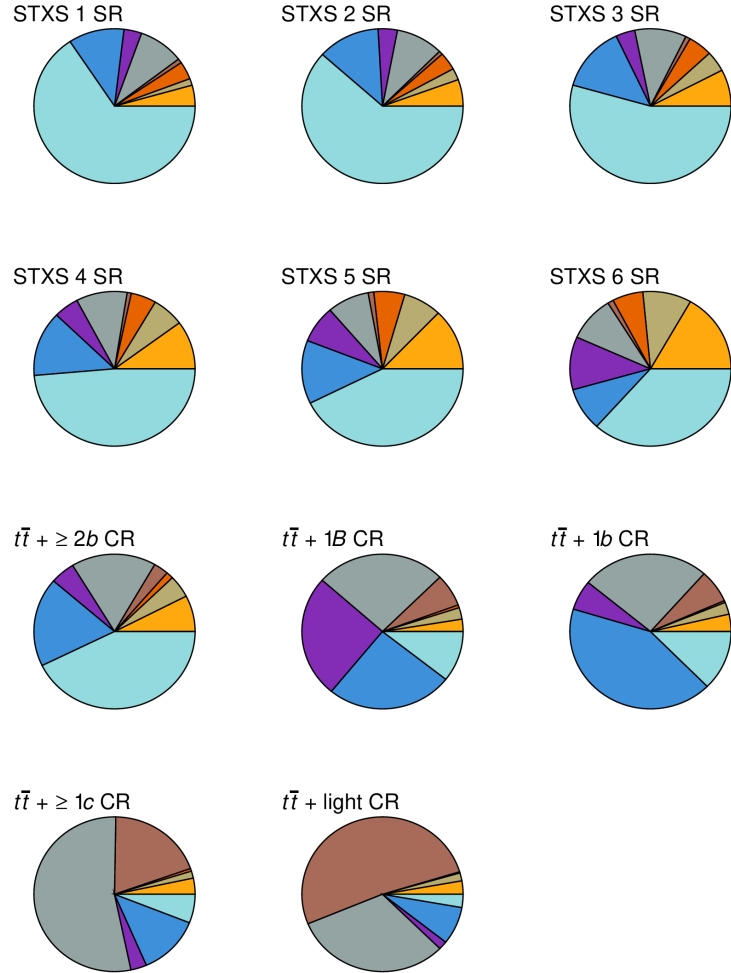 STXS 1 SR STXS 2 SR STXS 3 SR
STXS 4 SR STXS 5 SR STXS 6 SR
tt̅ + ≥ 2b CR tt̅ + 1B CR tt̅ + 1b CR
tt̅ + ≥ 1c CR tt̅ + light CR